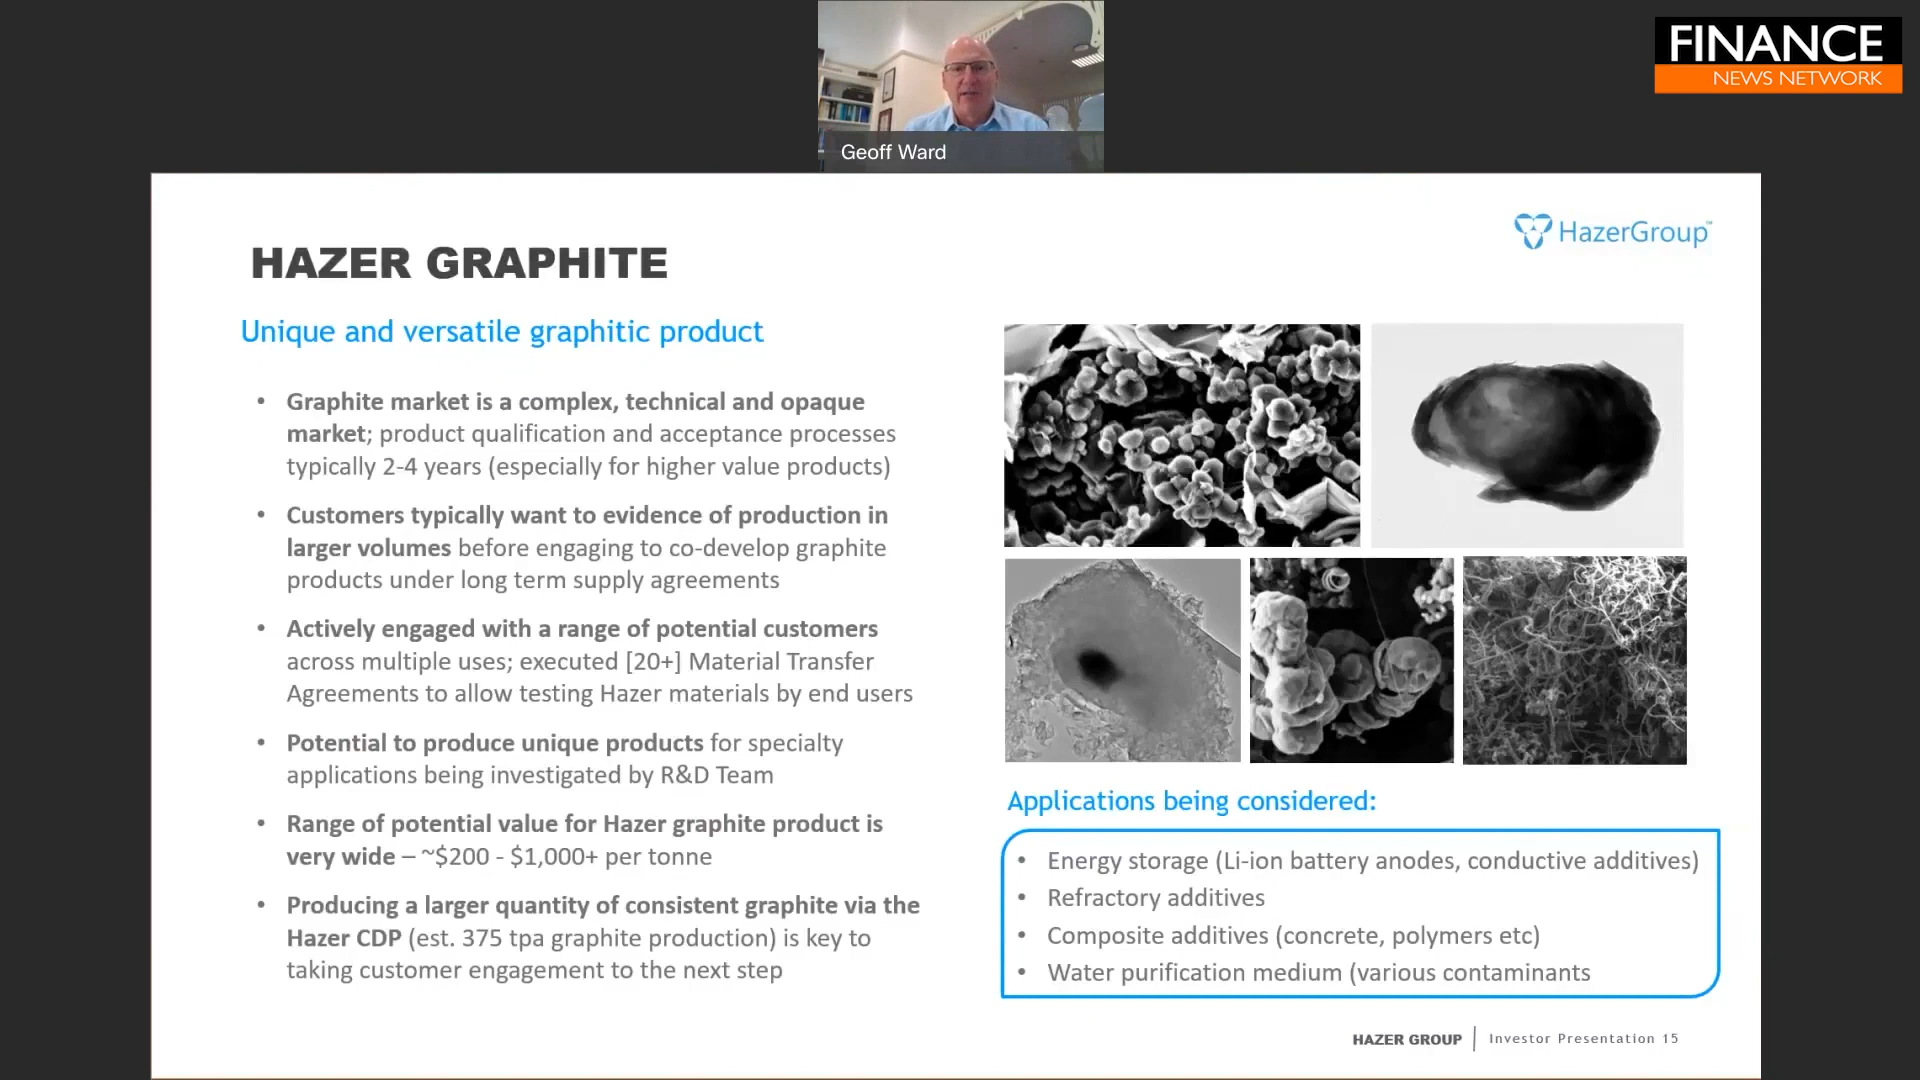 FINANCE
NEWS NETWORK
Geoff Ward
HazerGroup™
HAZER GRAPHITE
Unique and versatile graphitic product
• Graphite market is a complex, technical and opaque
market; product qualification and acceptance processes
typically 2-4 years (especially for higher value products)
• Customers typically want to evidence of production in
larger volumes before engaging to co-develop graphite
products under long term supply agreements
• Actively engaged with a range of potential customers
across multiple uses; executed [20+] Material Transfer
Agreements to allow testing Hazer materials by end users
• Potential to produce unique products for specialty
applications being investigated by R&D Team
• Range of potential value for Hazer graphite product is
very wide – ~$200 - $1,000+ per tonne
• Producing a larger quantity of consistent graphite via the
Hazer CDP (est. 375 tpa graphite production) is key to
taking customer engagement to the next step
Applications being considered:
• Energy storage (Li-ion battery anodes, conductive additives)
• Refractory additives
• Composite additives (concrete, polymers etc)
• Water purification medium (various contaminants
HAZER GROUP | Investor Presentation 15